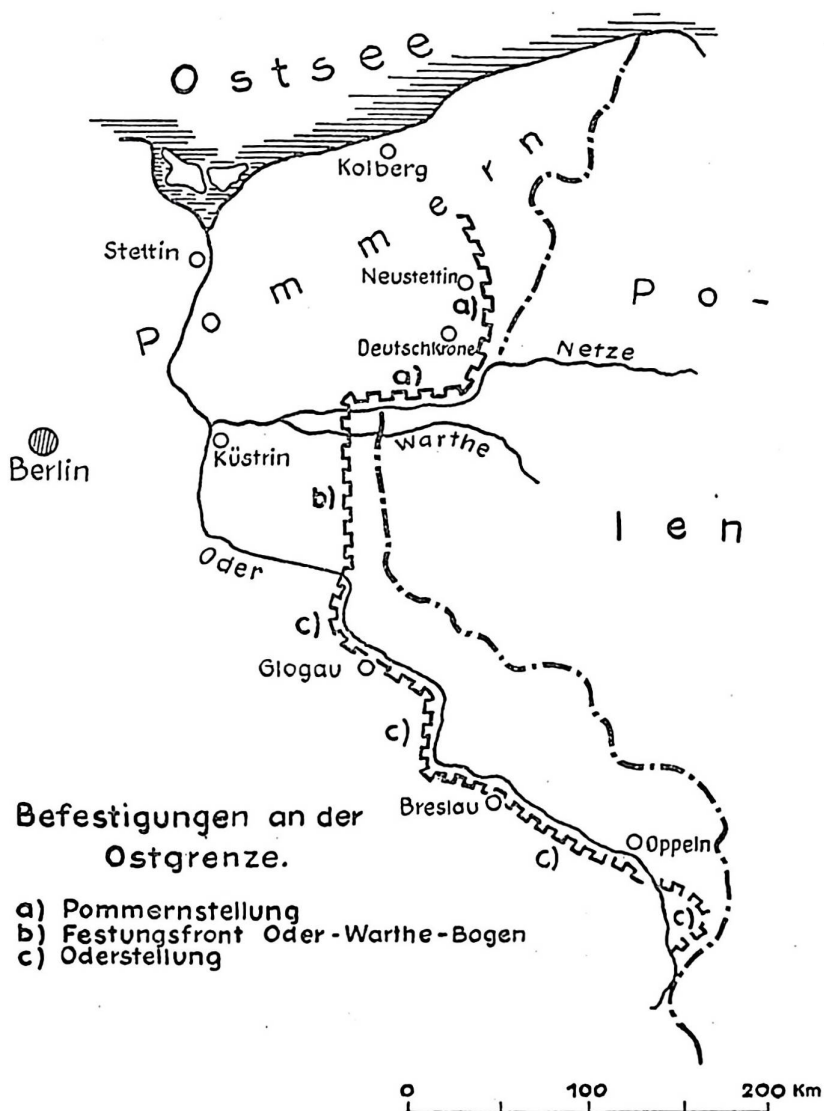 Ostsee
Kolberg
Pommern
Stettin
Neustettin
Po-
a)
Deutschkrone
Netze
a)
Warthe
Küstrin
Berlin
b)
len
Oder
c)
Glogau
c)
Breslau
Oppeln
c)
c)
Befestigungen an der
Ostgrenze.
a) Pommernstellung
b) Festungsfront Oder-Warthe-Bogen
c) Oderstellung
0 100 200 Km